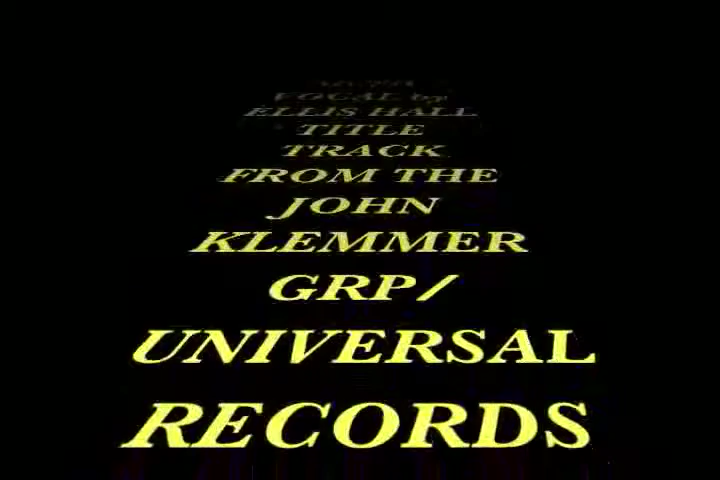 VOCAL by
ELLIS HALL
TITLE
TRACK
FROM THE
JOHN
KLEMMER
GRP/
UNIVERSAL
RECORDS